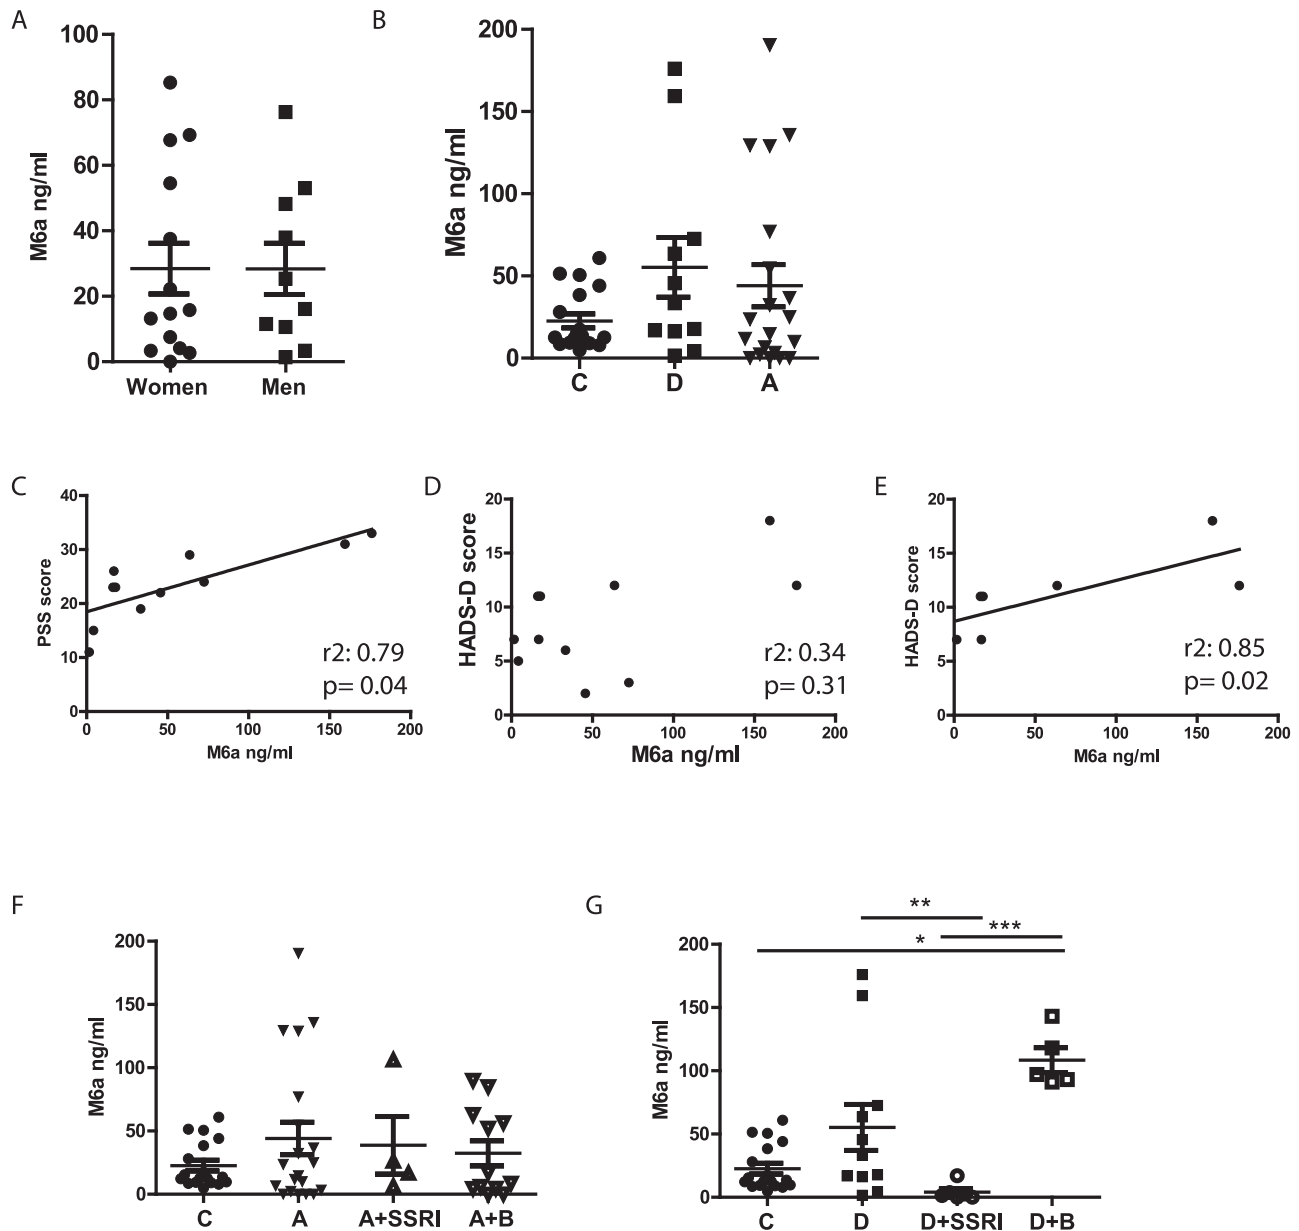 A
M6a ng/ml
100
80
60
40
20
0
Women
Men
B
M6a ng/ml
200
150
100
50
0
C
D
A
C
PSS score
40
30
20
10
0
0
50
100
150
200
M6a ng/ml
r2: 0.79
p= 0.04
D
HADS-D score
20
15
10
5
0
0
50
100
150
200
M6a ng/ml
r2: 0.34
p= 0.31
E
HADS-D score
20
15
10
5
0
0
50
100
150
200
M6a ng/ml
r2: 0.85
p= 0.02
F
M6a ng/ml
200
150
100
50
0
C
A
A+SSRI
A+B
G
M6a ng/ml
200
150
100
50
0
**
***
*
C
D
D+SSRI
D+B